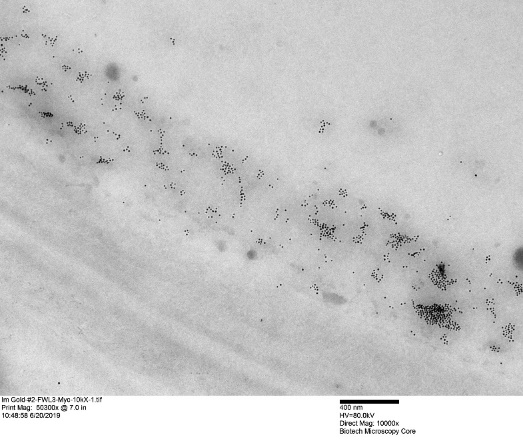 Im Gold-#2-FWL3-Myo-10kX-1.tif
Print Mag: 50300x @ 7.0 in
10:48:58 6/20/2019
400 nm
HV=80.0kV
Direct Mag: 10000x
Biotech Microscopy Core